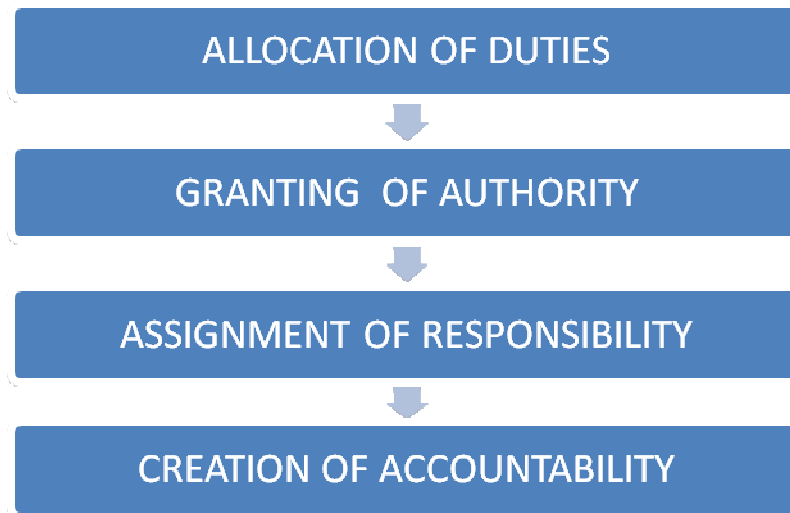 ALLOCATION OF DUTIES
GRANTING OF AUTHORITY
ASSIGNMENT OF RESPONSIBILITY
CREATION OF ACCOUNTABILITY